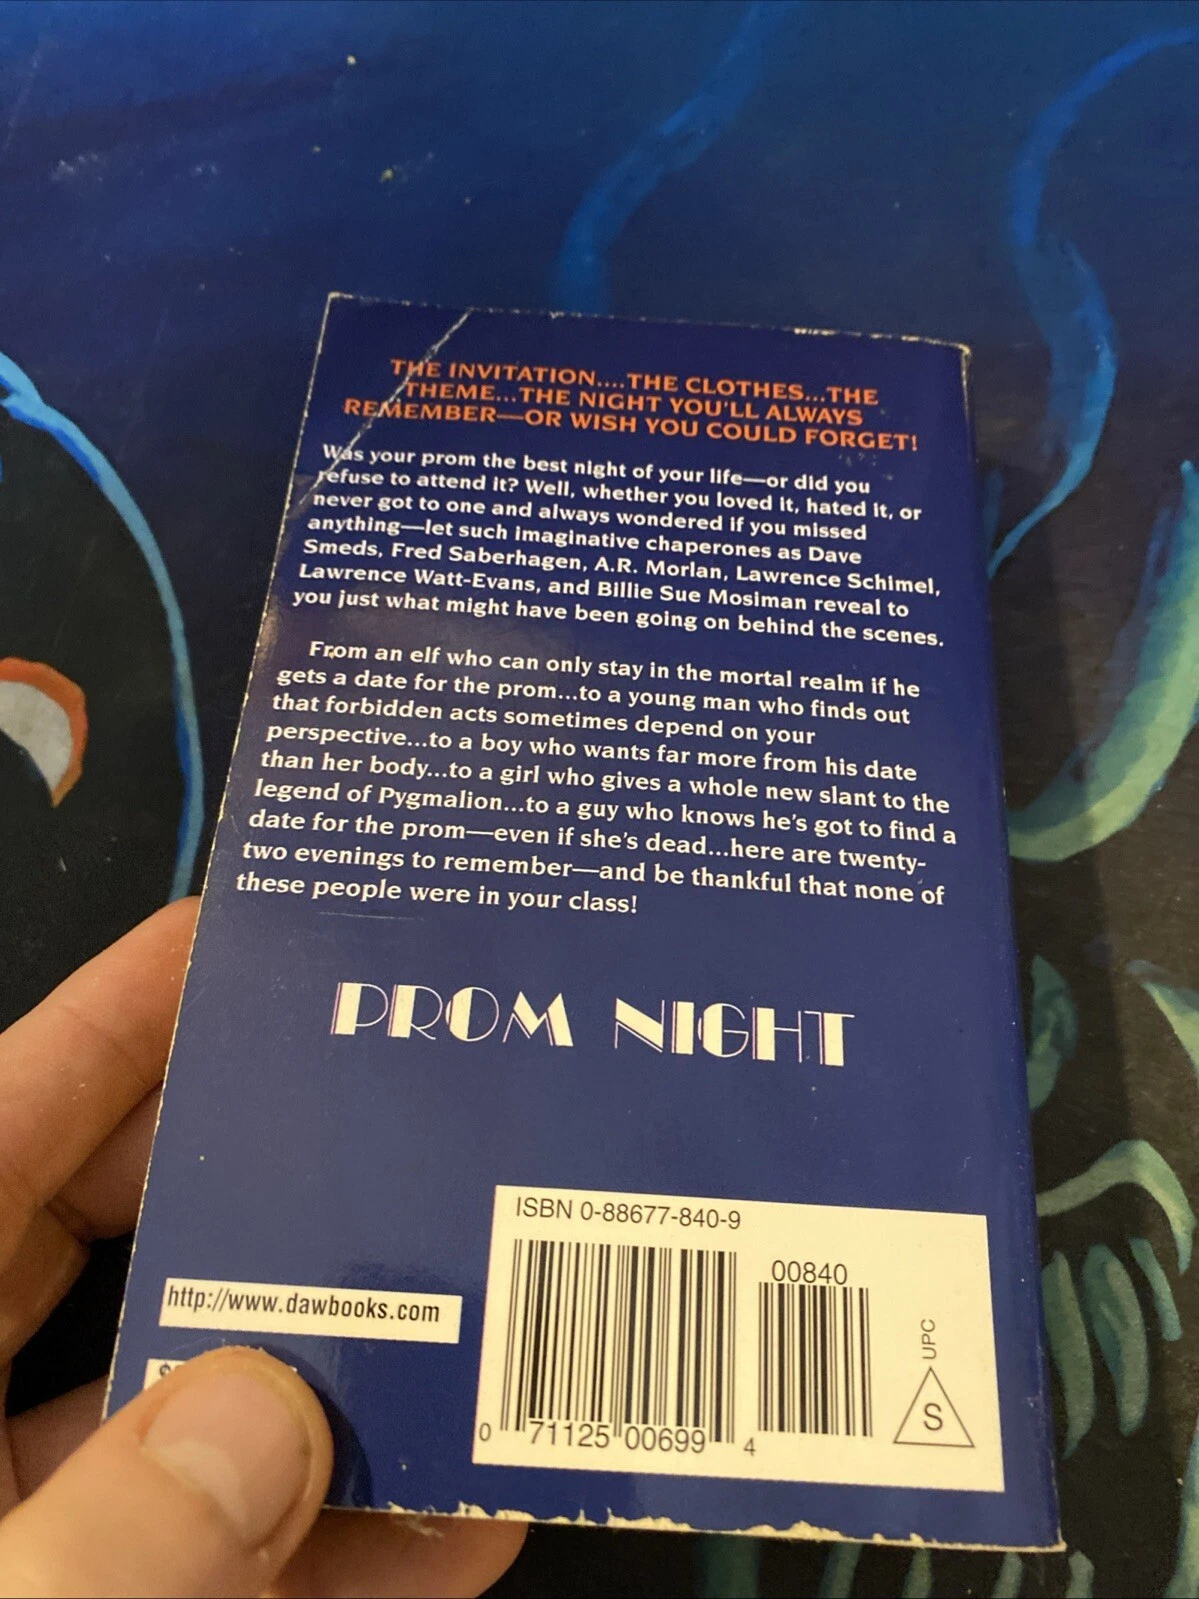 THE INVITATION....THE CLOTHES...THE
THEME...THE NIGHT YOU'LL ALWAYS
REMEMBER—OR WISH YOU COULD FORGET!
Was your prom the best night of your life—or did you
refuse to attend it? Well, whether you loved it, hated it, or
never got to one and always wondered if you missed
anything—let such imaginative chaperones as Dave
Smeds, Fred Saberhagen, A.R. Morlan, Lawrence Schimel,
Lawrence Watt-Evans, and Billie Sue Mosiman reveal to
you just what might have been going on behind the scenes.
From an elf who can only stay in the mortal realm if he
gets a date for the prom...to a young man who finds out
that forbidden acts sometimes depend on your
perspective...to a boy who wants far more from his date
than her body...to a girl who gives a whole new slant to the
legend of Pygmalion...to a guy who knows he's got to find a
date for the prom—even if she's dead...here are twenty-
two evenings to remember—and be thankful that none of
these people were in your class!
PROM NIGHT
ISBN 0-88677-840-9
00840
http://www.dawbooks.com
UPC
S
0 71125 00699 4